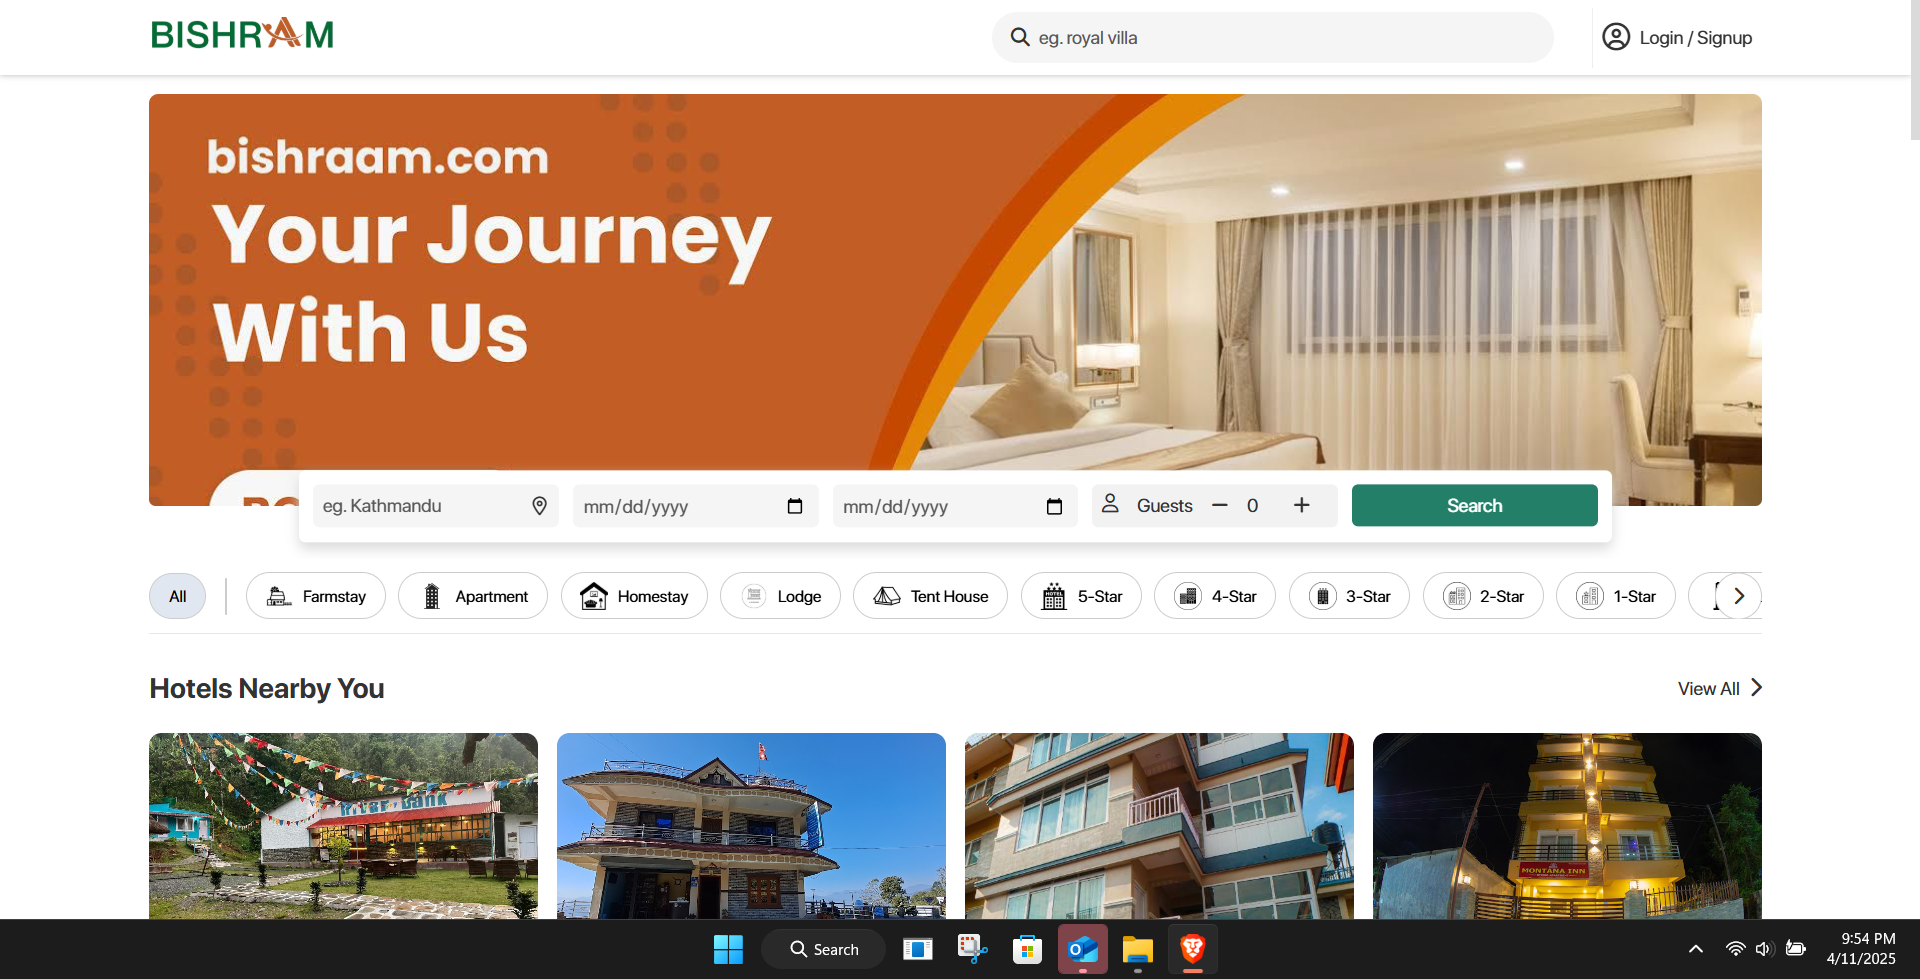 BISHRAM
eg. royal villa
Login / Signup
bishraam.com
Your Journey
With Us
eg. Kathmandu
mm/dd/yyyy
mm/dd/yyyy
Guests
0
Search
All
Farmstay
Apartment
Homestay
Lodge
Tent House
5-Star
4-Star
3-Star
2-Star
1-Star
Hotels Nearby You
View All
MONTANA INN
Search
9:54 PM
4/11/2025